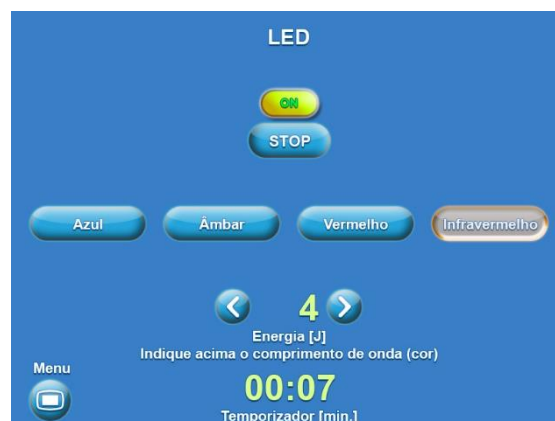 LED
ON
STOP
Azul Âmbar Vermelho Infravermelho
4
Energia [J]
Indique acima o comprimento de onda (cor)
Menu
00:07
Temporizador [min.]